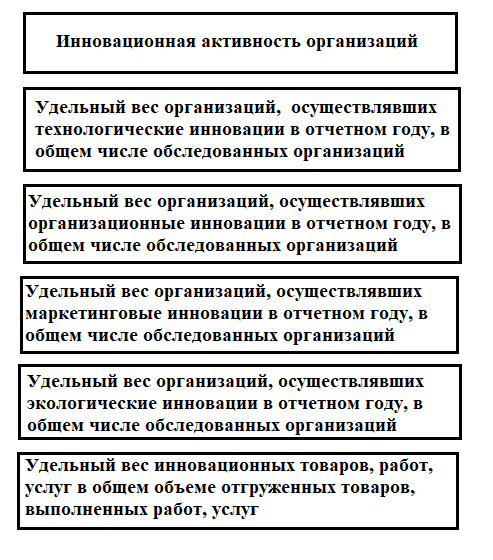 Инновационная активность организаций
Удельный вес организаций, осуществлявших
технологические инновации в отчетном году, в
общем числе обследованных организаций
Удельный вес организаций, осуществлявших
организационные инновации в отчетном году, в
общем числе обследованных организаций
Удельный вес организаций, осуществлявших
маркетинговые инновации в отчетном году, в
общем числе обследованных организаций
Удельный вес организаций, осуществлявших
экологические инновации в отчетном году, в
общем числе обследованных организаций
Удельный вес инновационных товаров, работ,
услуг в общем объеме отгруженных товаров,
выполненных работ, услуг